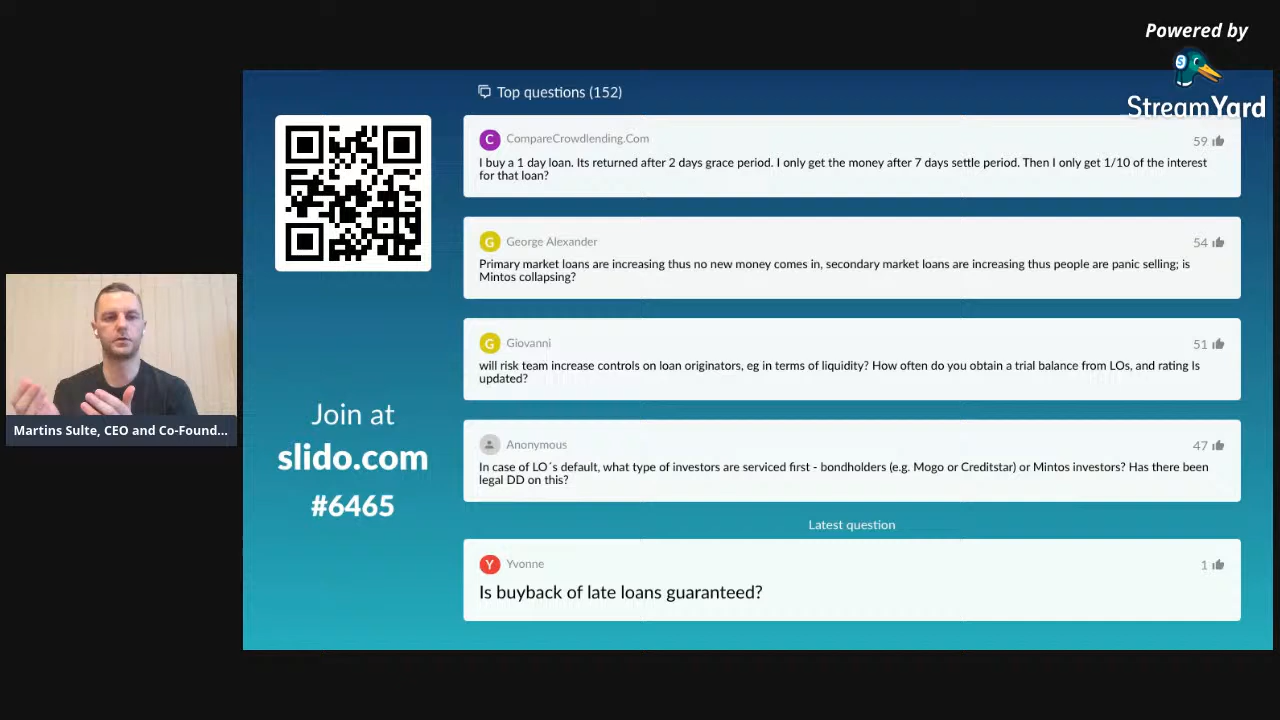 Powered by
StreamYard
Top questions (152)
C
CompareCrowdlending.Com
59
I buy a 1 day loan. Its returned after 2 days grace period. I only get the money after 7 days settle period. Then I only get 1/10 of the interest
for that loan?
G
George Alexander
54
Primary market loans are increasing thus no new money comes in, secondary market loans are increasing thus people are panic selling; is
Mintos collapsing?
G
Giovanni
51
will risk team increase controls on loan originators, eg in terms of liquidity? How often do you obtain a trial balance from LOs, and rating Is
updated?
Anonymous
47
In case of LO´s default, what type of investors are serviced first - bondholders (e.g. Mogo or Creditstar) or Mintos investors? Has there been
legal DD on this?
Latest question
Y
Yvonne
1
Is buyback of late loans guaranteed?
Join at
slido.com
#6465
Martins Sulte, CEO and Co-Found...